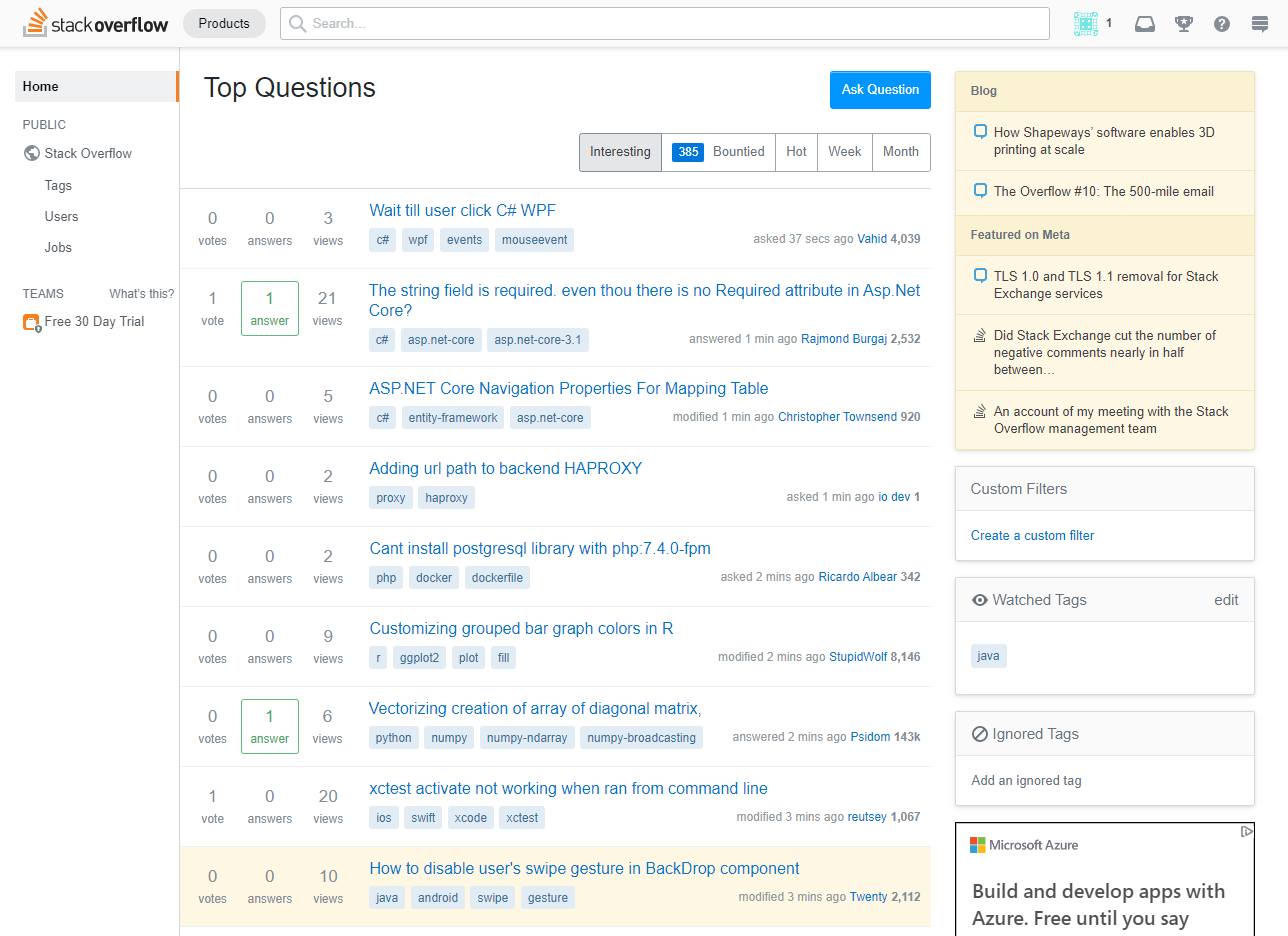 stackoverflow
Products
Search...
1
Home
PUBLIC
Stack Overflow
Tags
Users
Jobs
TEAMS What's this?
Free 30 Day Trial
Top Questions
Ask Question
Interesting
385 Bountied
Hot
Week
Month
0 votes
0 answers
3 views
Wait till user click C# WPF
c# wpf events mouseevent
asked 37 secs ago Vahid 4,039
1 vote
1 answer
21 views
The string field is required. even thou there is no Required attribute in Asp.Net
Core?
c# asp.net-core asp.net-core-3.1
answered 1 min ago Rajmond Burgaj 2,532
0 votes
0 answers
5 views
ASP.NET Core Navigation Properties For Mapping Table
c# entity-framework asp.net-core
modified 1 min ago Christopher Townsend 920
0 votes
0 answers
2 views
Adding url path to backend HAPROXY
proxy haproxy
asked 1 min ago io dev 1
0 votes
0 answers
2 views
Cant install postgresql library with php:7.4.0-fpm
php docker dockerfile
asked 2 mins ago Ricardo Albear 342
0 votes
0 answers
9 views
Customizing grouped bar graph colors in R
r ggplot2 plot fill
modified 2 mins ago StupidWolf 8,146
0 votes
1 answer
6 views
Vectorizing creation of array of diagonal matrix,
python numpy numpy-ndarray numpy-broadcasting
answered 2 mins ago Psidom 143k
1 vote
0 answers
20 views
xctest activate not working when ran from command line
ios swift xcode xctest
modified 3 mins ago reutsey 1,067
0 votes
0 answers
10 views
How to disable user's swipe gesture in BackDrop component
java android swipe gesture
modified 3 mins ago Twenty 2,112
Blog
How Shapeways' software enables 3D
printing at scale
The Overflow #10: The 500-mile email
Featured on Meta
TLS 1.0 and TLS 1.1 removal for Stack
Exchange services
Did Stack Exchange cut the number of
negative comments nearly in half
between…
An account of my meeting with the Stack
Overflow management team
Custom Filters
Create a custom filter
Watched Tags edit
java
Ignored Tags
Add an ignored tag
Microsoft Azure
Build and develop apps with
Azure. Free until you say